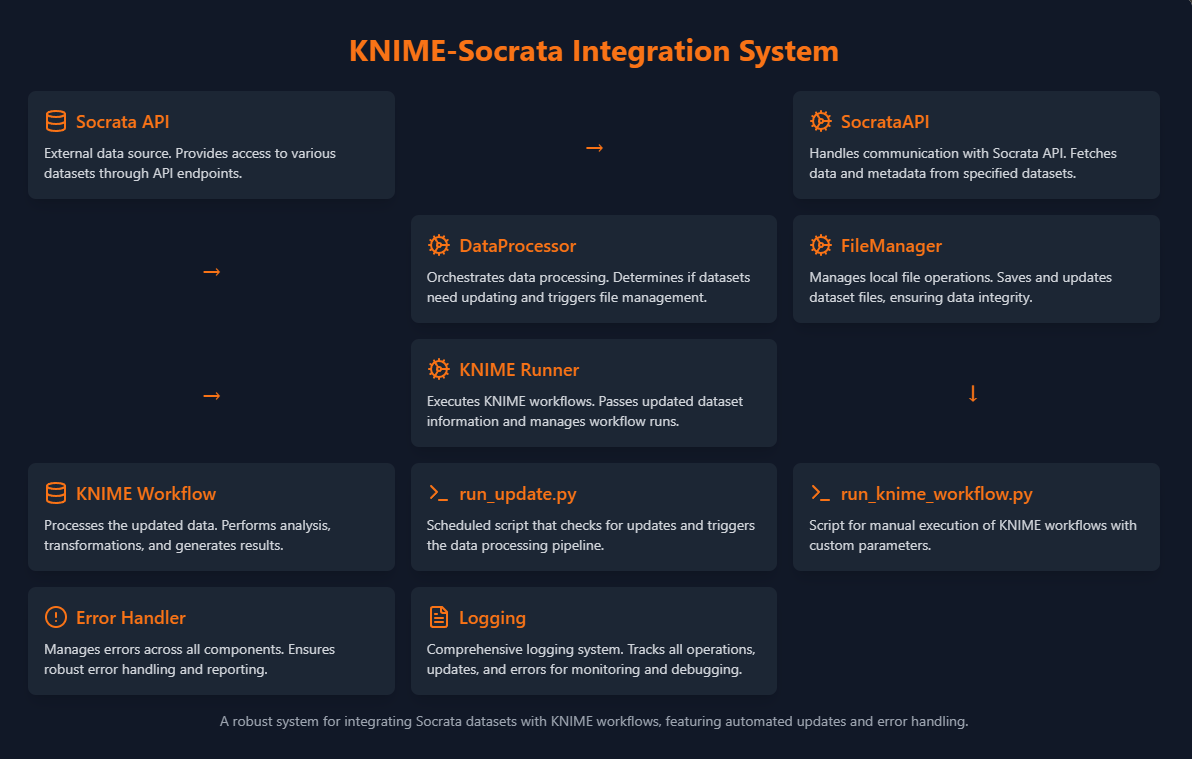 KNIME-Socrata Integration System
Socrata API
External data source. Provides access to various
datasets through API endpoints.
→
SocrataAPI
Handles communication with Socrata API. Fetches
data and metadata from specified datasets.
→
DataProcessor
Orchestrates data processing. Determines if datasets
need updating and triggers file management.
FileManager
Manages local file operations. Saves and updates
dataset files, ensuring data integrity.
→
KNIME Runner
Executes KNIME workflows. Passes updated dataset
information and manages workflow runs.
↓
KNIME Workflow
Processes the updated data. Performs analysis,
transformations, and generates results.
run_update.py
Scheduled script that checks for updates and triggers
the data processing pipeline.
run_knime_workflow.py
Script for manual execution of KNIME workflows with
custom parameters.
Error Handler
Manages errors across all components. Ensures
robust error handling and reporting.
Logging
Comprehensive logging system. Tracks all operations,
updates, and errors for monitoring and debugging.
A robust system for integrating Socrata datasets with KNIME workflows, featuring automated updates and error handling.